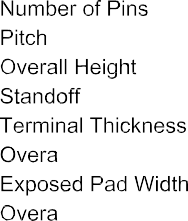 Number of Pins
Pitch
Overall Height
Standoff
Terminal Thickness
Overa
Exposed Pad Width
Overa